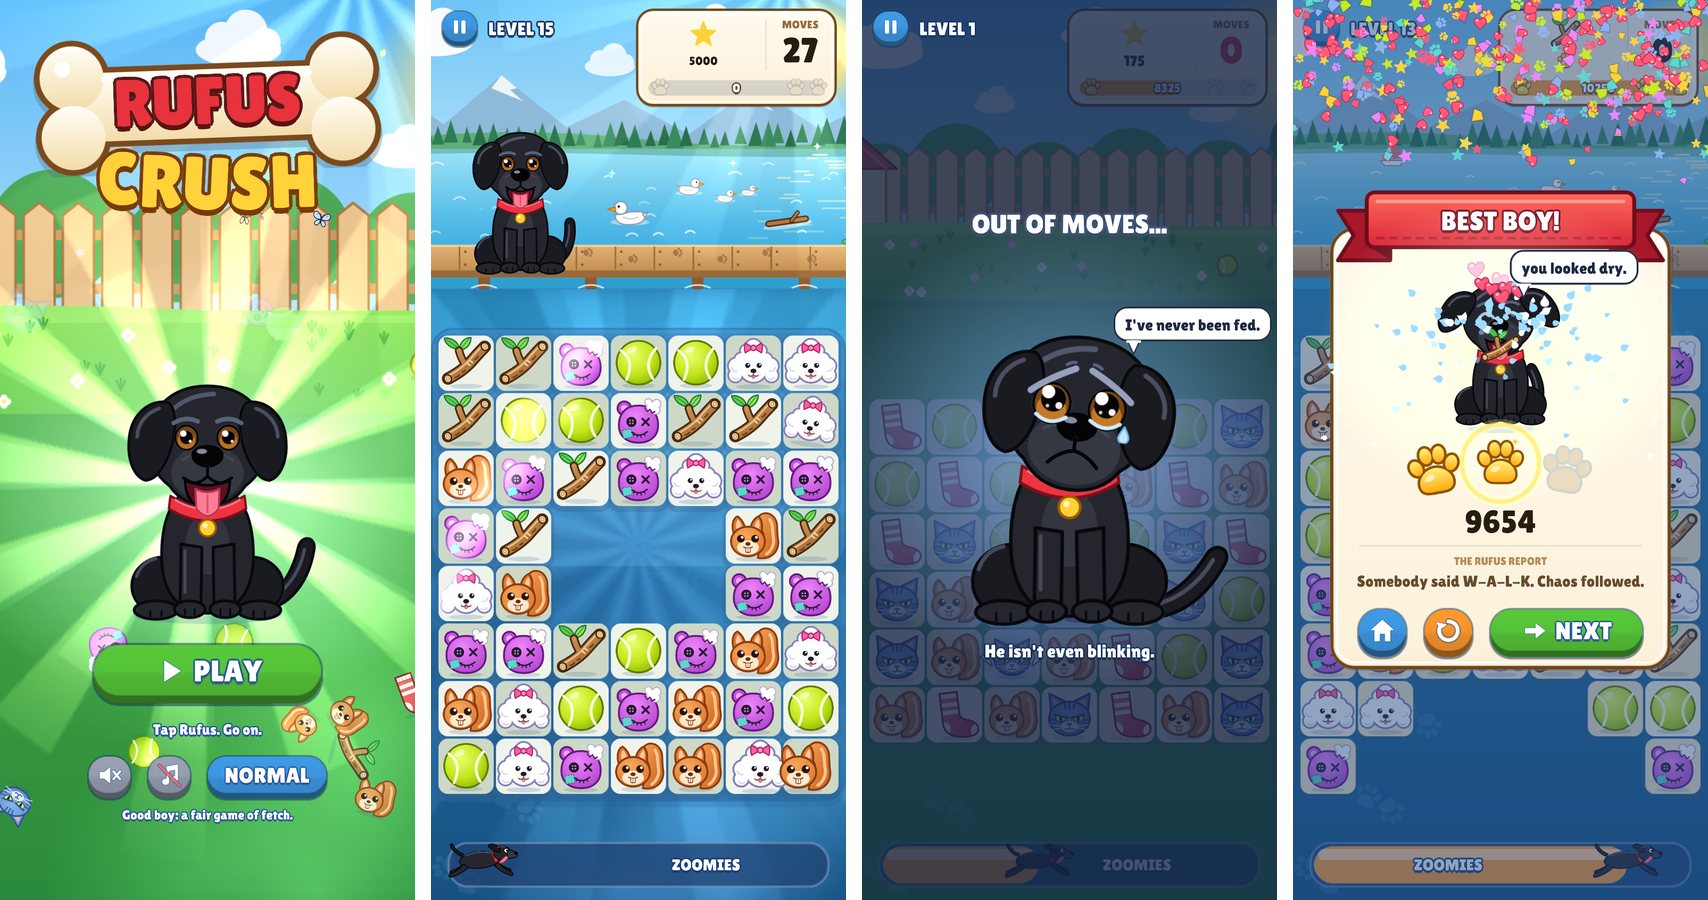 RUFUS
CRUSH
PLAY
Tap Rufus. Go on.
NORMAL
Good boy: a fair game of fetch.
LEVEL 15
MOVES
5000
27
0
ZOOMIES
LEVEL 1
MOVES
175
0
8325
OUT OF MOVES...
I've never been fed.
He isn't even blinking.
ZOOMIES
LEVEL 13
BEST BOY!
you looked dry.
9654
THE RUFUS REPORT
Somebody said W-A-L-K. Chaos followed.
NEXT
ZOOMIES